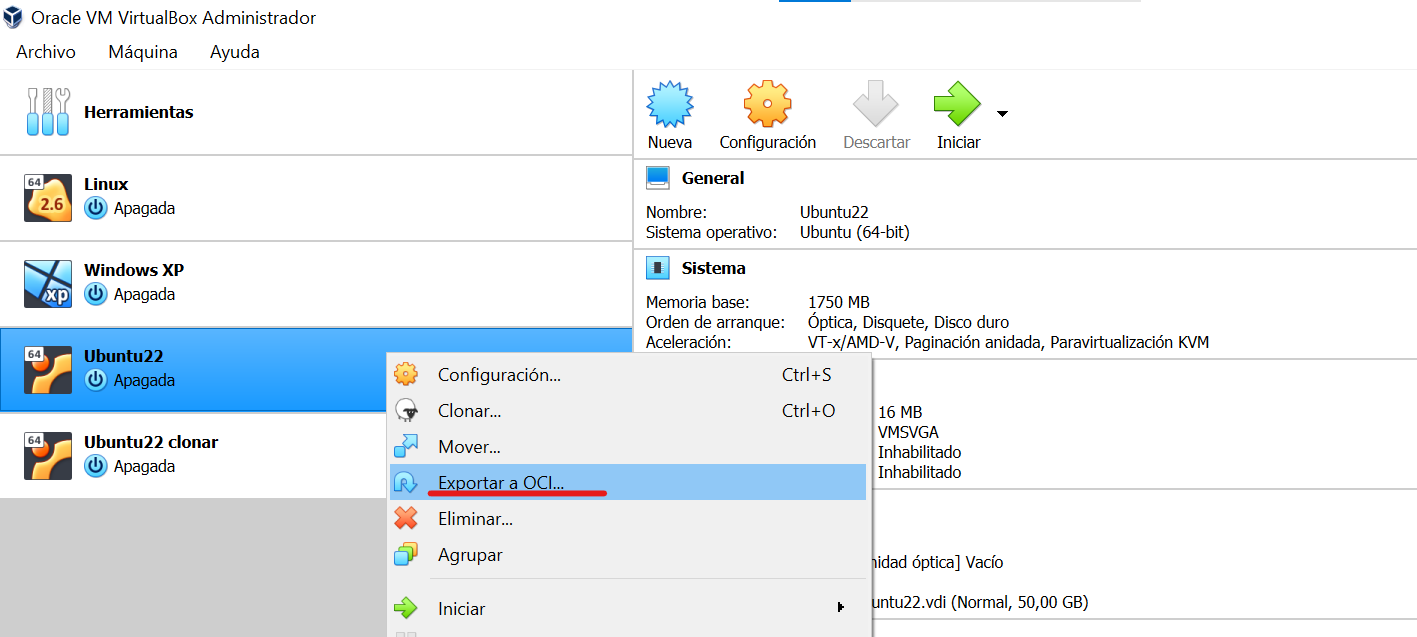 Oracle VM VirtualBox Administrador
Archivo Máquina Ayuda
Herramientas
64
2.6
Linux
Apagada
xp
Windows XP
Apagada
64
Ubuntu22
Apagada
64
Ubuntu22 clonar
Apagada
Nueva Configuración Descartar Iniciar
General
Nombre: Ubuntu22
Sistema operativo: Ubuntu (64-bit)
Sistema
Memoria base: 1750 MB
Orden de arranque: Óptica, Disquete, Disco duro
Aceleración: VT-x/AMD-V, Paginación anidada, Paravirtualización KVM
16 MB
VMSVGA
Inhabilitado
Inhabilitado
nidad óptica] Vacío
untu22.vdi (Normal, 50,00 GB)
Configuración... Ctrl+S
Clonar... Ctrl+O
Mover...
Exportar a OCI...
Eliminar...
Agrupar
Iniciar